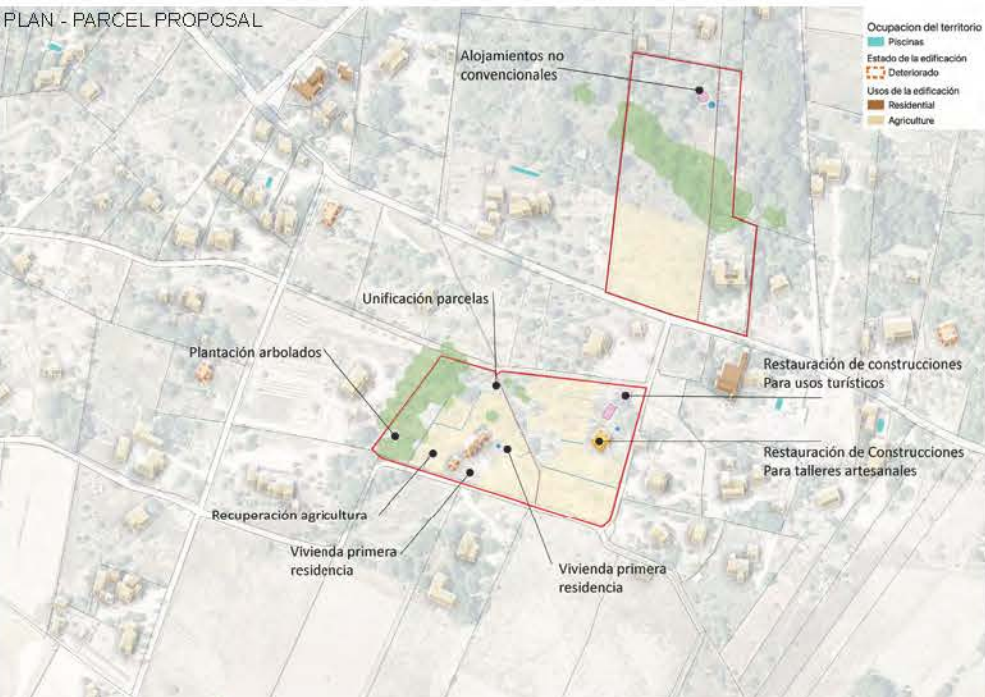 PLAN - PARCEL PROPOSAL
Ocupacion del territorio
Piscinas
Estado de la edificación
Deteriorado
Usos de la edificación
Residential
Agriculture
Alojamientos no
convencionales
Unificación parcelas
Plantación arbolados
Restauración de construcciones
Para usos turísticos
Restauración de Construcciones
Para talleres artesanales
Recuperación agricultura
Vivienda primera
residencia
Vivienda primera
residencia